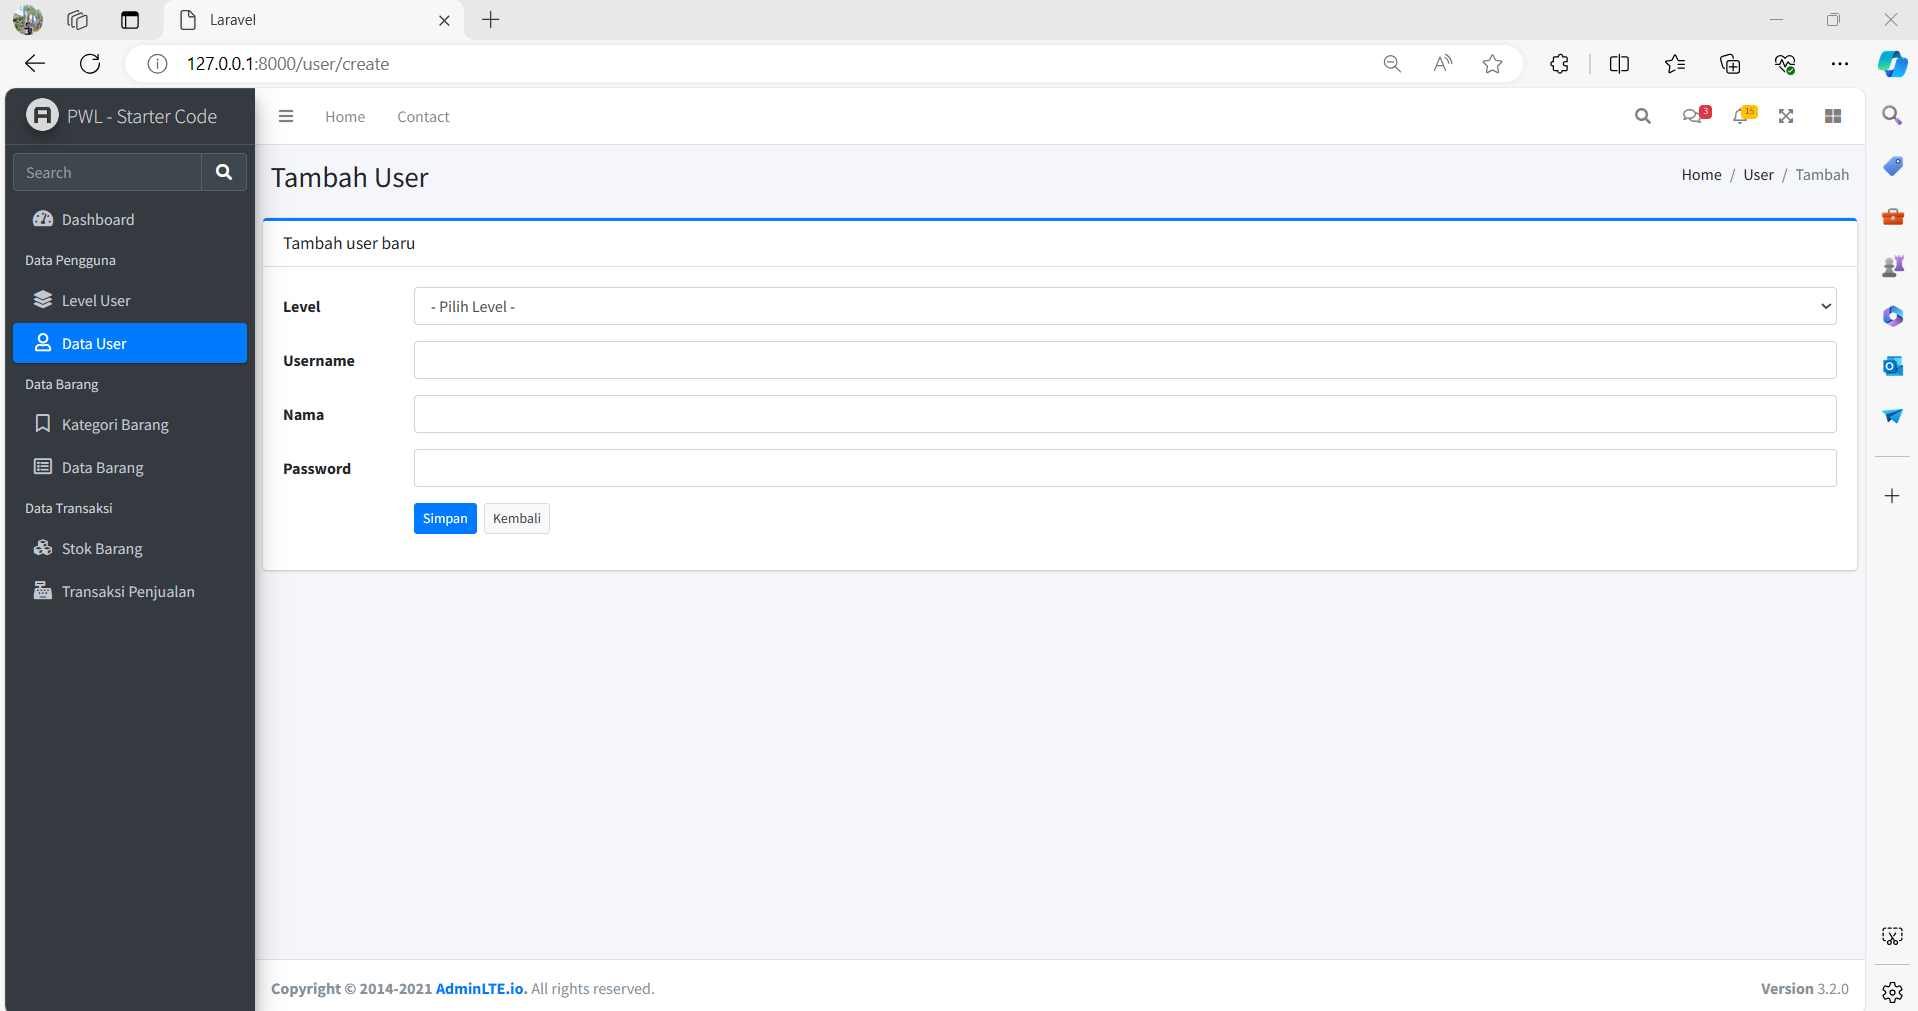 Laravel
127.0.0.1:8000/user/create
PWL - Starter Code
Home Contact
3
15
Search
Dashboard
Data Pengguna
Level User
Data User
Data Barang
Kategori Barang
Data Barang
Data Transaksi
Stok Barang
Transaksi Penjualan
Tambah User
Home / User / Tambah
Tambah user baru
Level
- Pilih Level -
Username
Nama
Password
Simpan Kembali
Copyright © 2014-2021 AdminLTE.io. All rights reserved.
Version 3.2.0